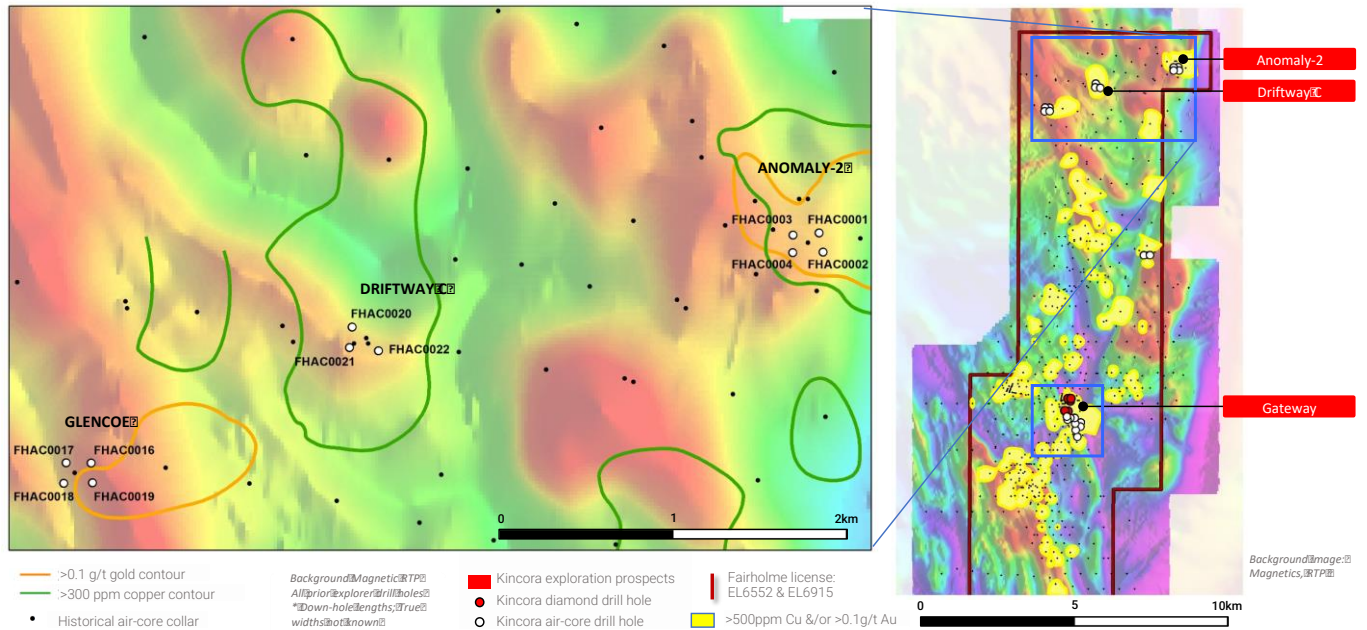 ANOMALY-2
FHAC0003
FHAC0001
FHAC0004
FHAC0002
DRIFTWAY C
FHAC0020
FHAC0021
FHAC0022
GLENCOE
FHAC0017
FHAC0016
FHAC0018
FHAC0019
0
1
2km
Anomaly-2
Driftway C
Gateway
>0.1 g/t gold contour
>300 ppm copper contour
Historical air-core collar
Background Magnetic RTP
All prior explorer drill holes
* Down-hole lengths; True
widths not known
Kincora exploration prospects
Kincora diamond drill hole
Kincora air-core drill hole
Fairholme license:
EL6552 & EL6915
>500ppm Cu &/or >0.1g/t Au
Background image:
Magnetics, RTP
0
5
10km